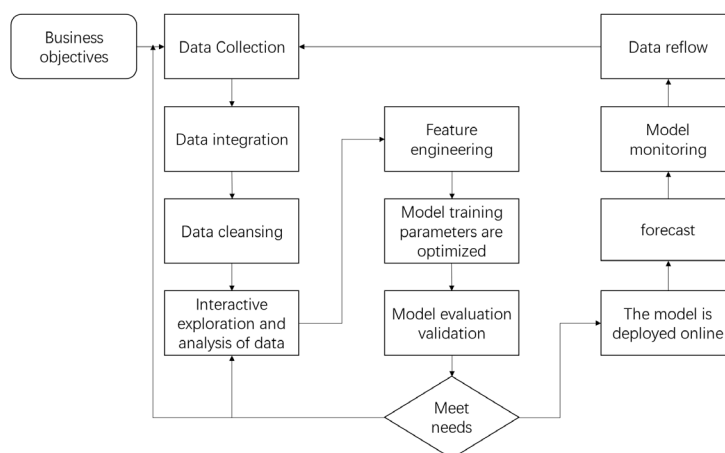 Business
objectives
Data Collection
Data reflow
Data integration
Feature
engineering
Model
monitoring
Data cleansing
Model training
parameters are
optimized
forecast
Interactive
exploration and
analysis of data
Model evaluation
validation
The model is
deployed online
Meet
needs